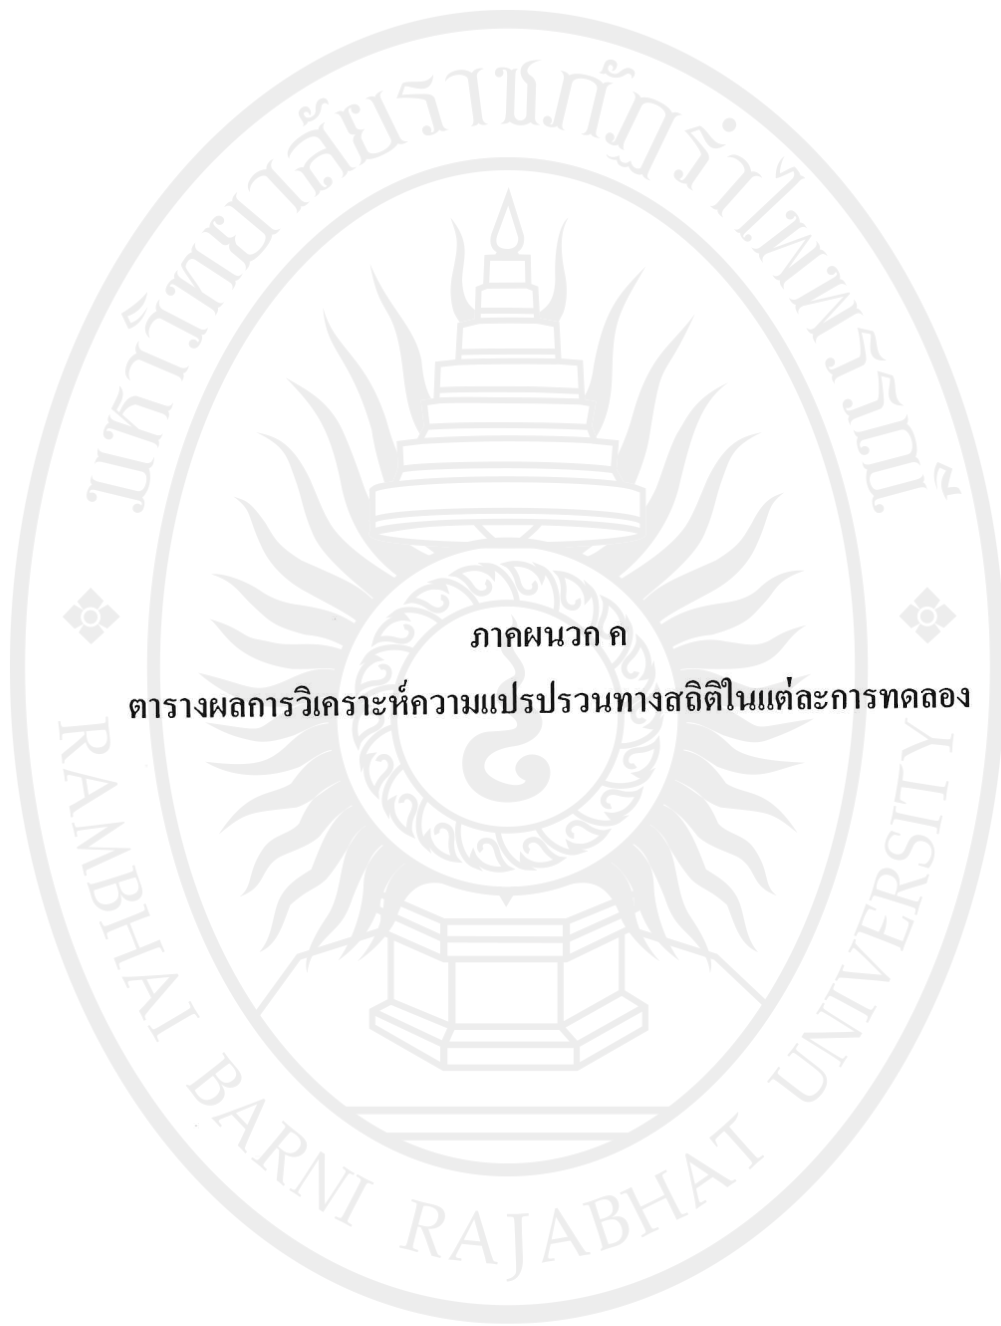 มหาวิทยาลัยราชภัฏรำไพพรรณี
ภาคผนวก ค
ตารางผลการวิเคราะห์ความแปรปรวนทางสถิติในแต่ละการทดลอง
RAMBHAI BARNI RAJABHAT UNIVERSITY